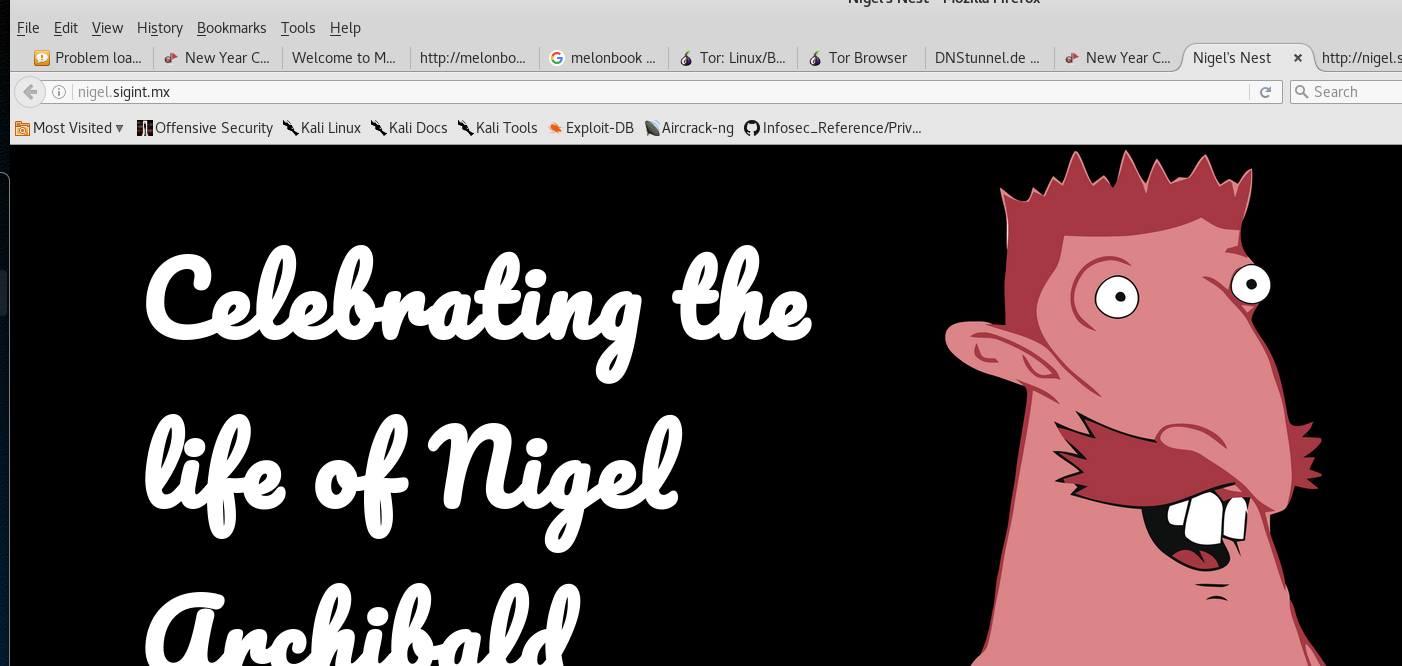 Nigel's Nest - Mozilla Firefox
File Edit View History Bookmarks Tools Help
Problem loa... New Year C... Welcome to M... http://melonbo... melonbook ... Tor: Linux/B... Tor Browser DNStunnel.de ... New Year C... Nigel's Nest http://nigel.s
nigel.sigint.mx Search
Most Visited Offensive Security Kali Linux Kali Docs Kali Tools Exploit-DB Aircrack-ng Infosec_Reference/Priv...
Celebrating the
life of Nigel
Archibald